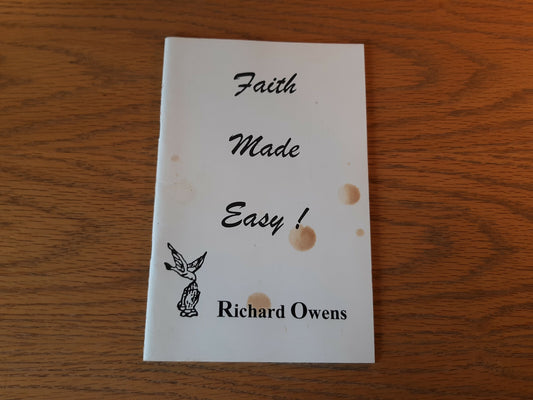 Faith
Made
Easy !
Richard Owens